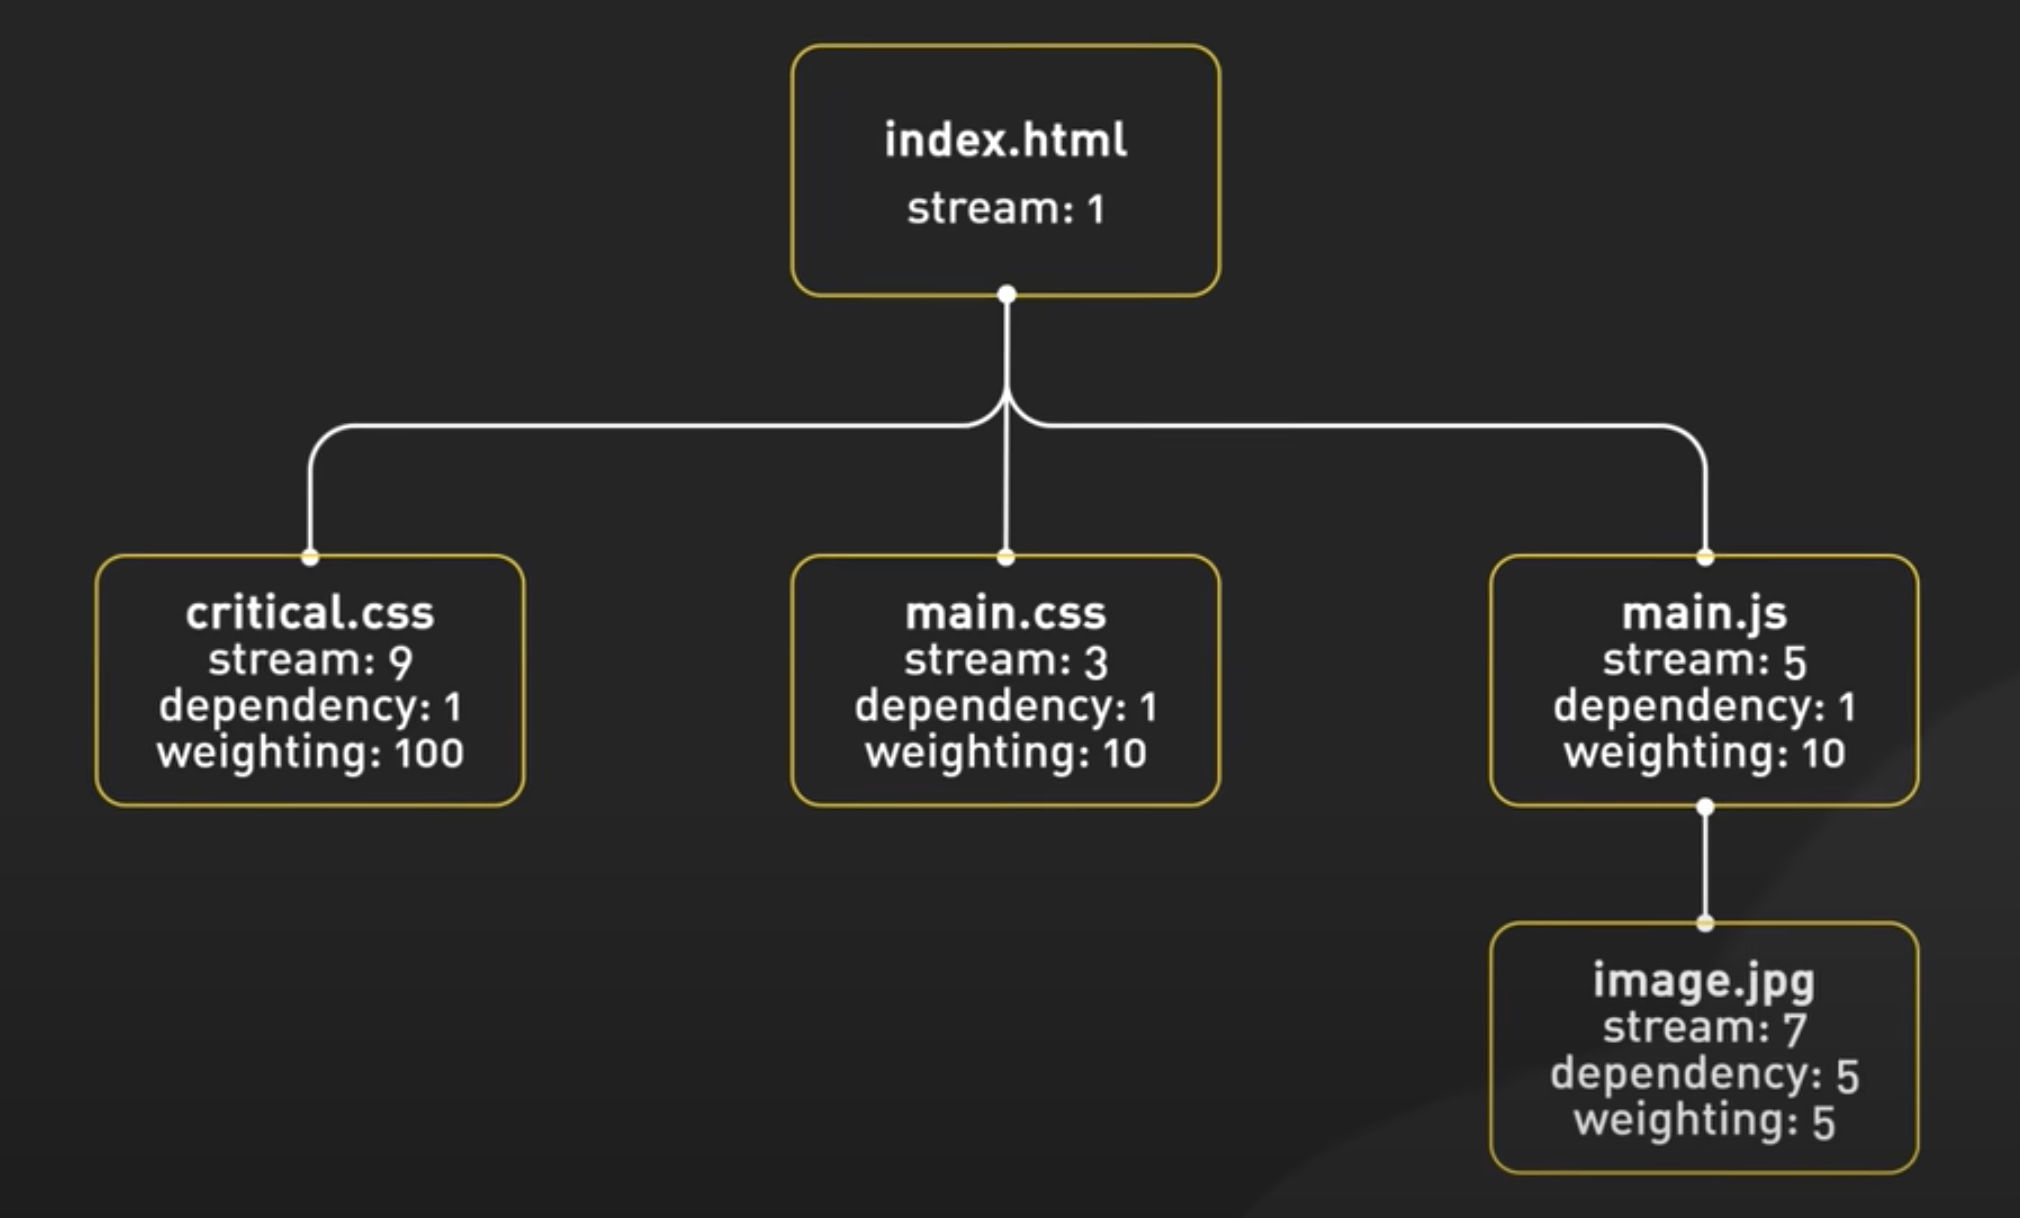 index.html
stream: 1
critical.css
stream: 9
dependency: 1
weighting: 100
main.css
stream: 3
dependency: 1
weighting: 10
main.js
stream: 5
dependency: 1
weighting: 10
image.jpg
stream: 7
dependency: 5
weighting: 5